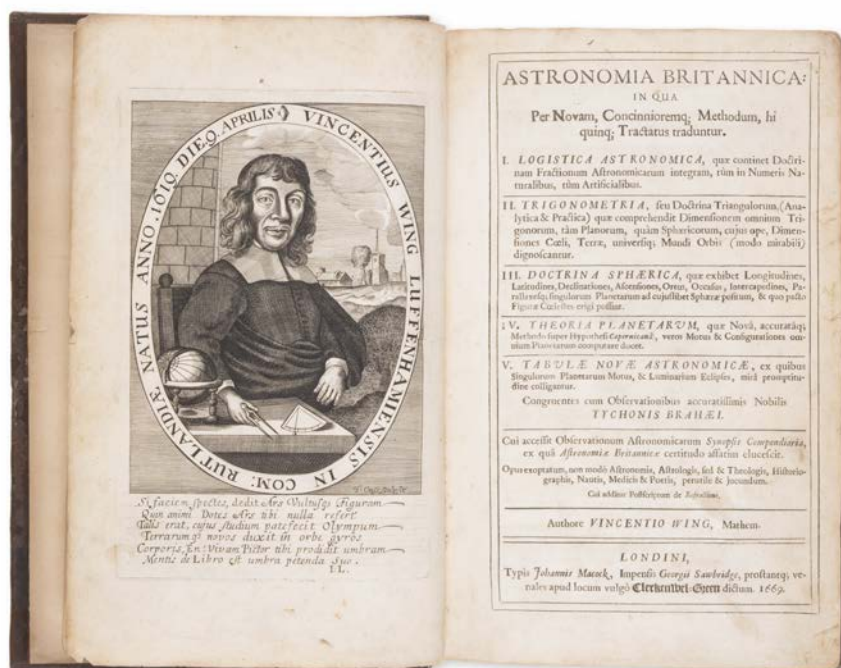 VINCENTIUS WING LUFFENHAMIENSIS IN COM: RUTLANDIÆ NATUS ANNO. 1619. DIE.9. APRILIS
Si faciem spectes, dedit Ars Vultusq; Figuram
Quin animi Dotes Ars tibi nulla refert
Talis erat, cujus studium patefecit Olympum
Terrarumq; novos duxit in orbe gyros
Corporis, En! Vivam Pictor tibi prodidit umbram
Mentis de Libro est umbra petenda suo.
I.L.
ASTRONOMIA BRITANNICA:
IN QUA
Per Novam, Concinnioremq; Methodum, hi
quinq; Tractatus traduntur.
I. LOGISTICA ASTRONOMICA, quæ continet Doctri-
nam Fractionum Astronomicarum integram, tùm in Numeris Na-
turalibus, tùm Artificialibus.
II. TRIGONOMETRIA, seu Doctrina Triangulorum, (Ana-
lytica & Practica) quæ comprehendit Dimensionem omnium Tri-
gonorum, tàm Planorum, quàm Sphæricorum, cujus ope, Dimen-
siones Cœli, Terræ, universiq; Mundi Orbis (modo mirabili)
dignoscantur.
III. DOCTRINA SPHÆRICA, quæ exhibet Longitudines,
Latitudines, Declinationes, Ascensiones, Ortus, Occasus, Intercapedines, Pa-
rallaxesq; singulorum Planetarum ad cujuslibet Sphæræ positum, & quo pacto
Figuræ Cœlestes erigi possint.
IV. THEORIA PLANETARUM, quæ Novâ, accuratâq;
Methodo super Hypothesi Copernicanâ, veros Motus & Configurationes om-
nium Planetarum computare docet.
V. TABULÆ NOVÆ ASTRONOMICÆ, ex quibus
Singulorum Planetarum Motus, & Luminarium Eclipses, mirâ promptitu-
dine colligantur.
Congruentes cum Observationibus accuratissimis Nobilis
TYCHONIS BRAHÆI.
Cui accessit Observationum Astronomicarum Synopsis Compendiaria,
ex quâ Astronomiæ Britannicæ certitudo affatim elucescit.
Opus exoptatum, non modò Astronomis, Astrologis, sed & Theologis, Historio-
graphis, Nautis, Medicis & Poetis, perutile & jucundum.
Cui additur Postscriptum de Refractione.
Authore VINCENTIO WING, Mathem.
LONDINI,
Typis Johannis Macock, Impensis Georgii Sawbridge, prostantq; ve-
nales apud locum vulgò Clerkenwel-Green dictum. 1669.